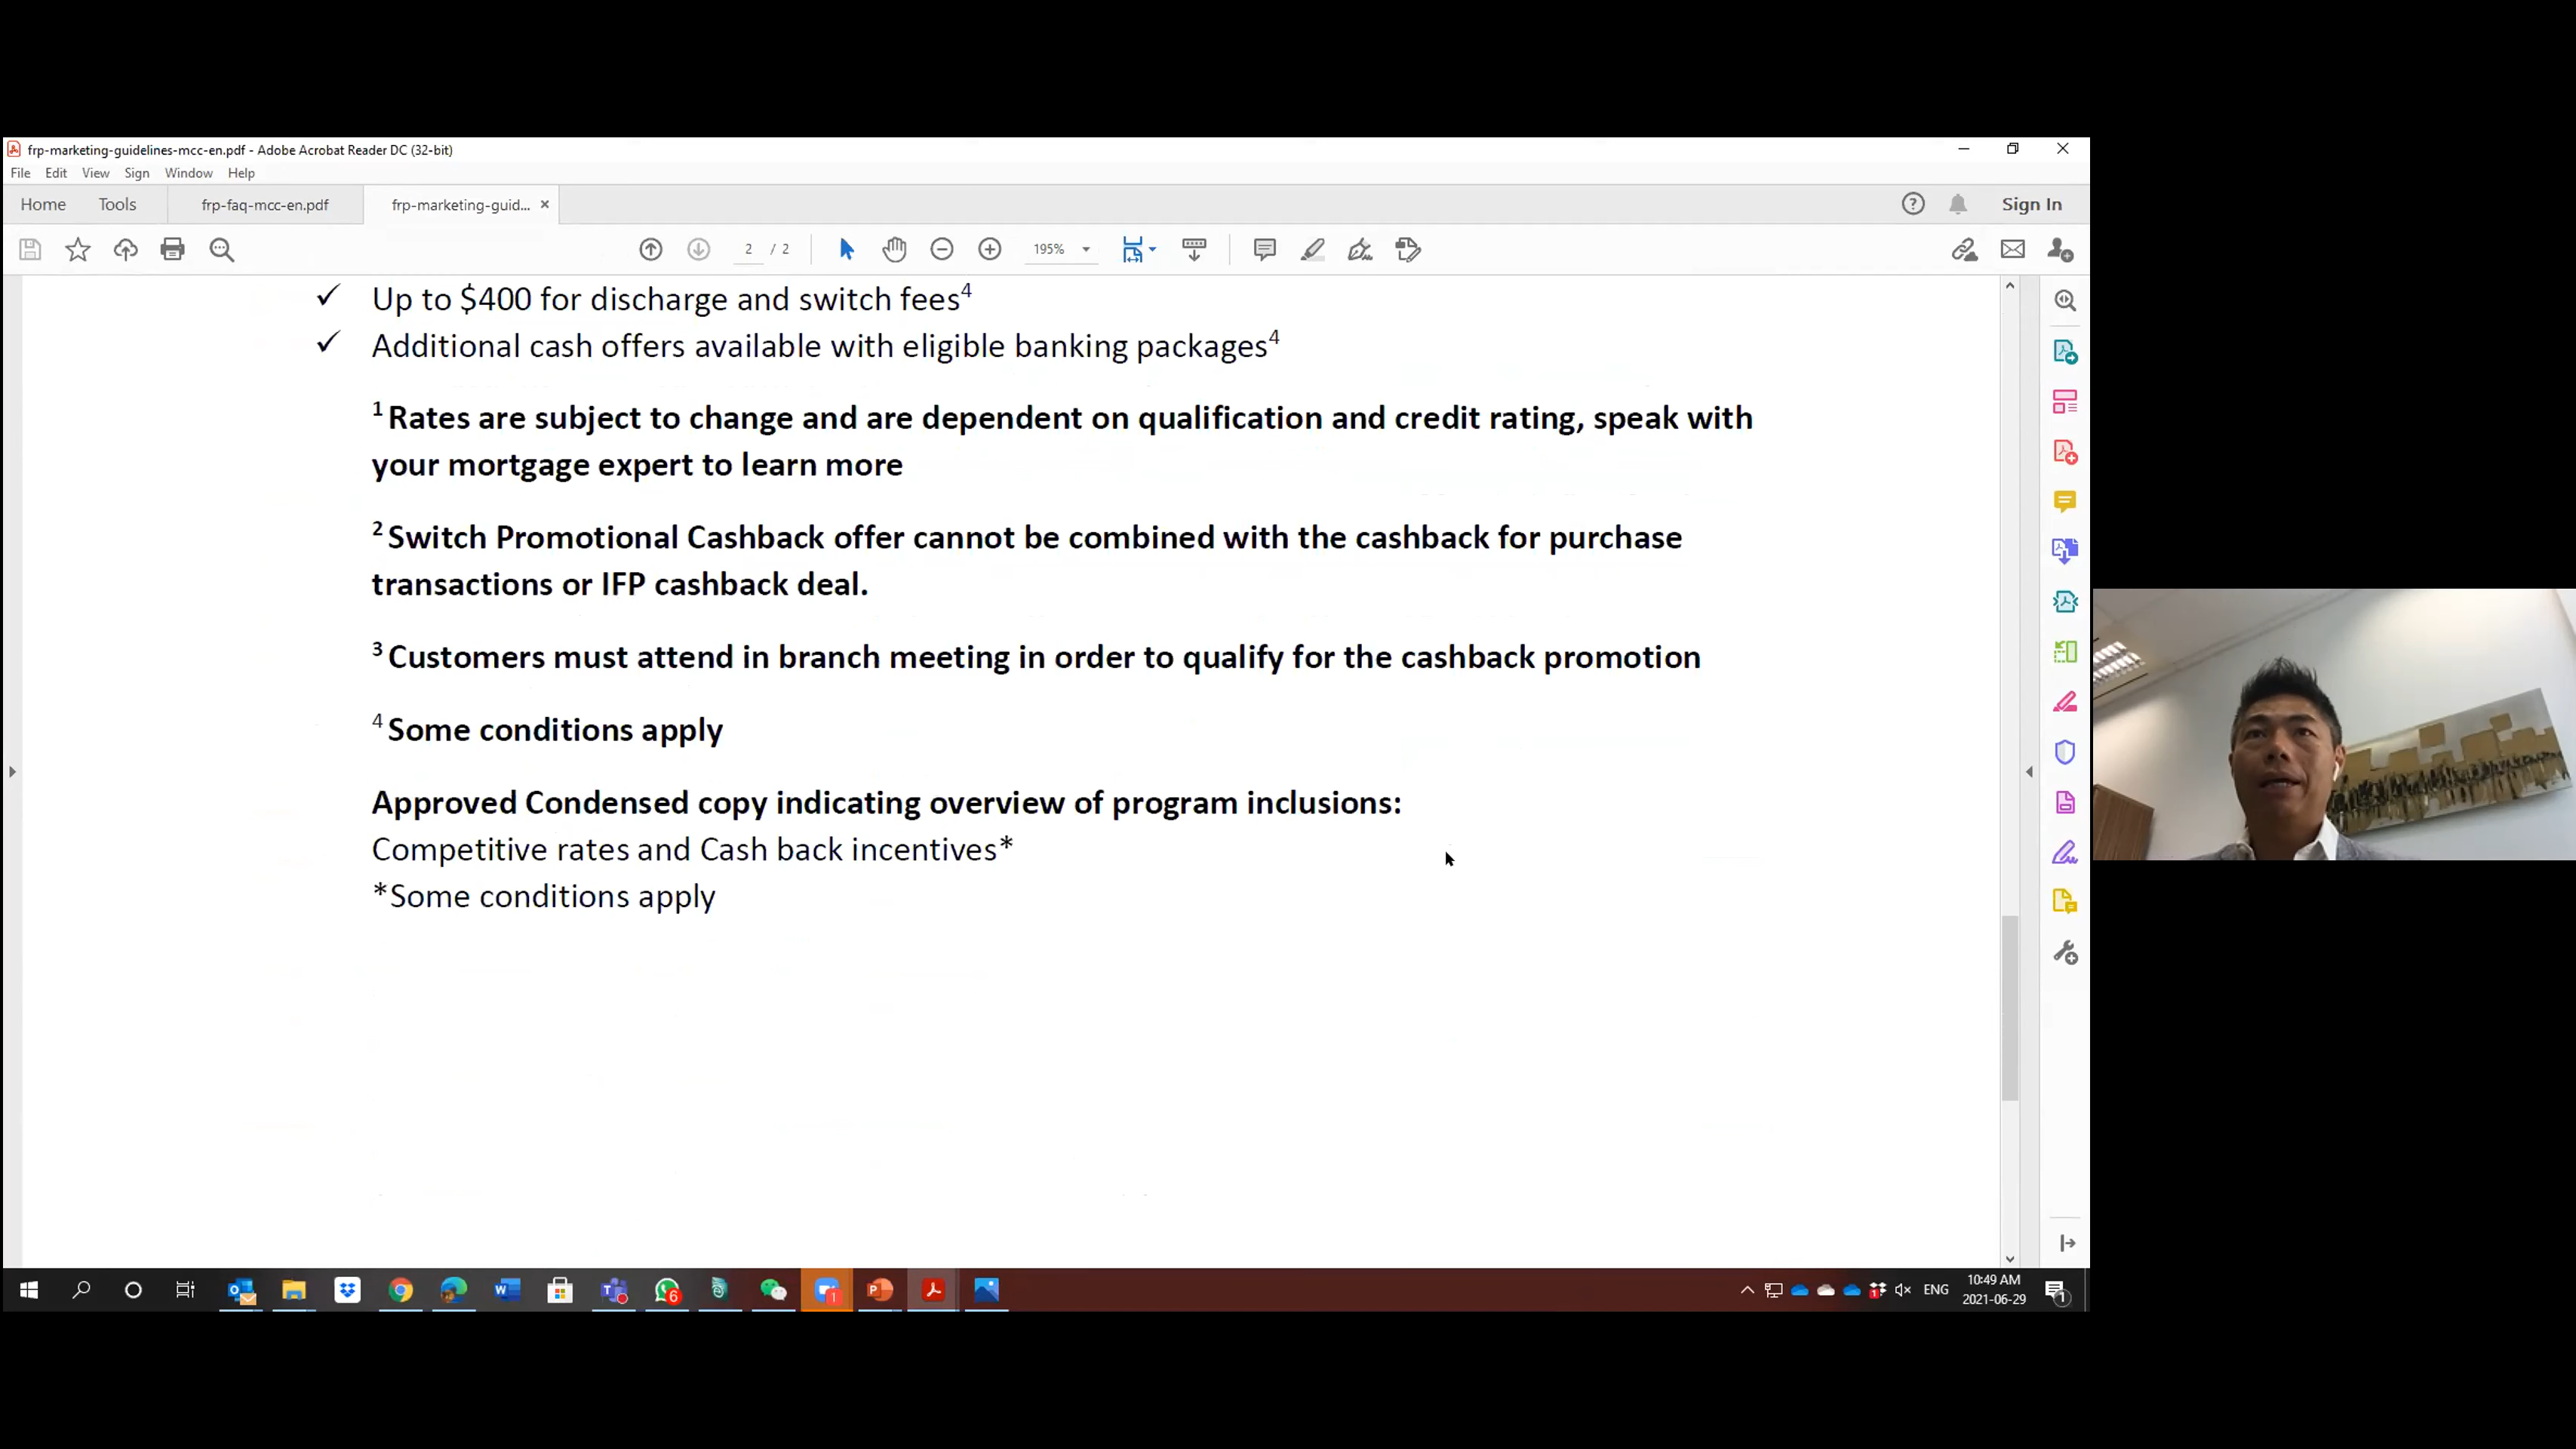 frp-marketing-guidelines-mcc-en.pdf - Adobe Acrobat Reader DC (32-bit)
File Edit View Sign Window Help
Home Tools frp-faq-mcc-en.pdf frp-marketing-guid... × Sign In
2 / 2 195%
✓ Up to $400 for discharge and switch fees⁴
✓ Additional cash offers available with eligible banking packages⁴
¹ Rates are subject to change and are dependent on qualification and credit rating, speak with
your mortgage expert to learn more
² Switch Promotional Cashback offer cannot be combined with the cashback for purchase
transactions or IFP cashback deal.
³ Customers must attend in branch meeting in order to qualify for the cashback promotion
⁴ Some conditions apply
Approved Condensed copy indicating overview of program inclusions:
Competitive rates and Cash back incentives*
*Some conditions apply
6 1 1 ENG 10:49 AM 1
2021-06-29